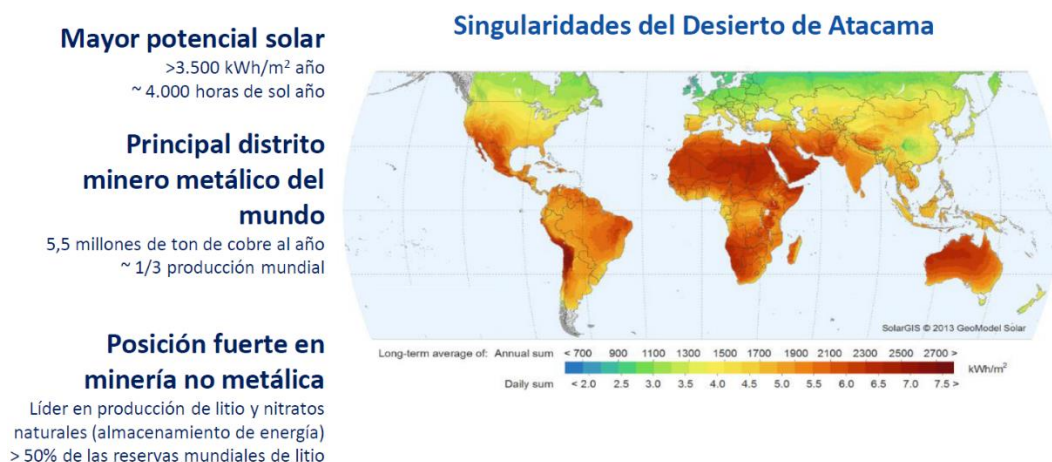 Singularidades del Desierto de Atacama
Mayor potencial solar
>3.500 kWh/m² año
~ 4.000 horas de sol año
Principal distrito
minero metálico del
mundo
5,5 millones de ton de cobre al año
~ 1/3 producción mundial
Posición fuerte en
minería no metálica
Líder en producción de litio y nitratos
naturales (almacenamiento de energía)
> 50% de las reservas mundiales de litio
SolarGIS © 2013 GeoModel Solar
Long-term average of: Annual sum < 700 900 1100 1300 1500 1700 1900 2100 2300 2500 2700 >
kWh/m²
Daily sum < 2.0 2.5 3.0 3.5 4.0 4.5 5.0 5.5 6.0 6.5 7.0 7.5 >